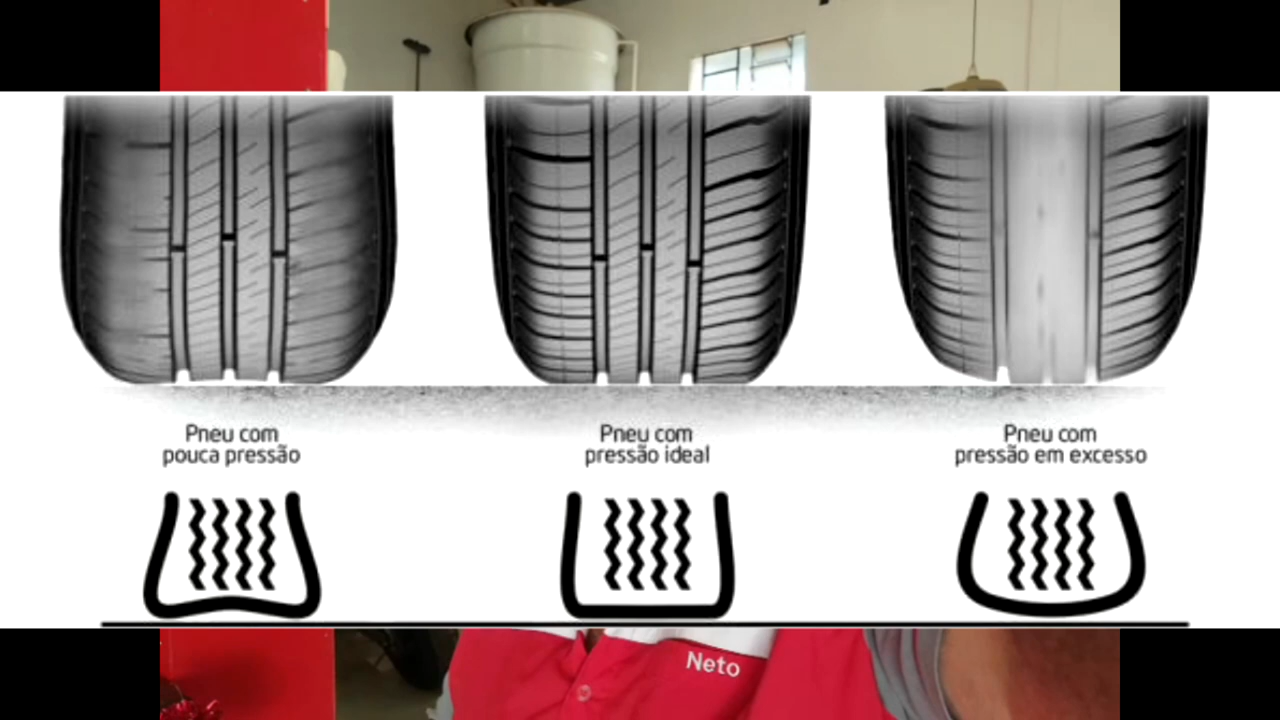 Pneu com
pouca pressão
Pneu com
pressão ideal
Pneu com
pressão em excesso
Neto